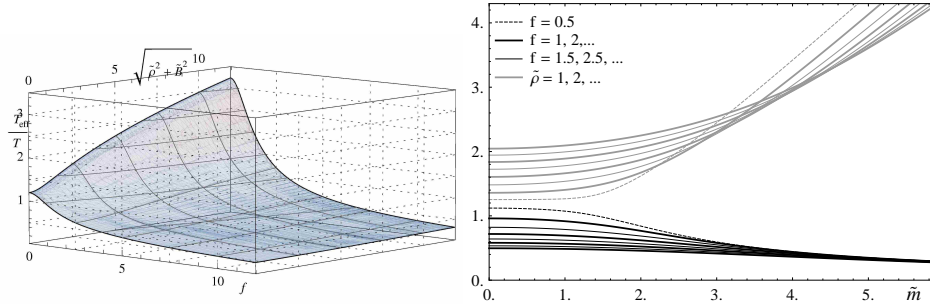 √ρ̃² + B̃²
0
5
10
T_eff
T
3
2
1
0
5
10
f
4.
3.
2.
1.
0.
0.
1.
2.
3.
4.
5.
m̃
f = 0.5
f = 1, 2,...
f = 1.5, 2.5, ...
ρ̃ = 1, 2, ...